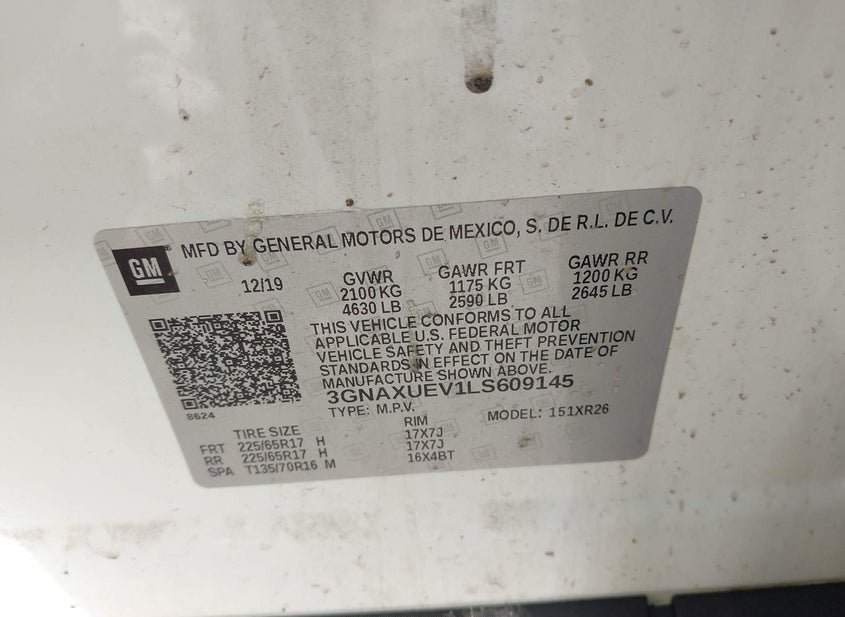 GM
MFD BY GENERAL MOTORS DE MEXICO, S. DE R.L. DE C.V.
12/19
GVWR
2100 KG
4630 LB
GAWR FRT
1175 KG
2590 LB
GAWR RR
1200 KG
2645 LB
THIS VEHICLE CONFORMS TO ALL
APPLICABLE U.S. FEDERAL MOTOR
VEHICLE SAFETY AND THEFT PREVENTION
STANDARDS IN EFFECT ON THE DATE OF
MANUFACTURE SHOWN ABOVE.
3GNAXUEV1LS609145
8624
TYPE: M.P.V. MODEL: 151XR26
TIRE SIZE RIM
FRT 225/65R17 H 17X7J
RR 225/65R17 H 17X7J
SPA T135/70R16 M 16X4BT